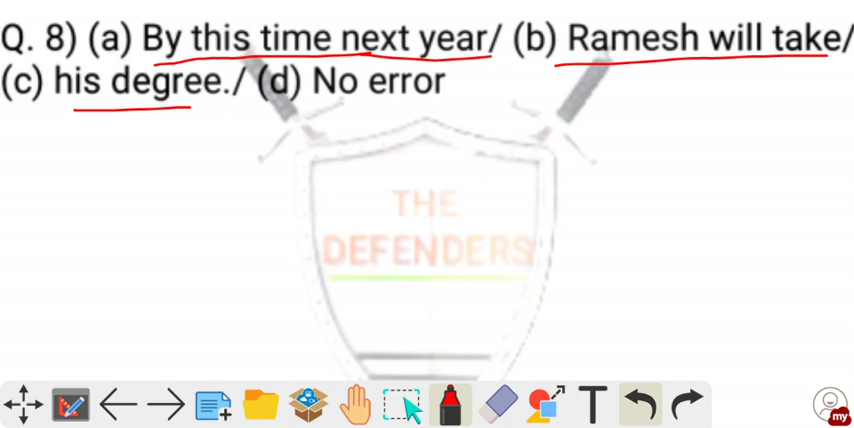 Q. 8) (a) By this time next year/ (b) Ramesh will take/
(c) his degree./ (d) No error
THE
DEFENDERS
T
my